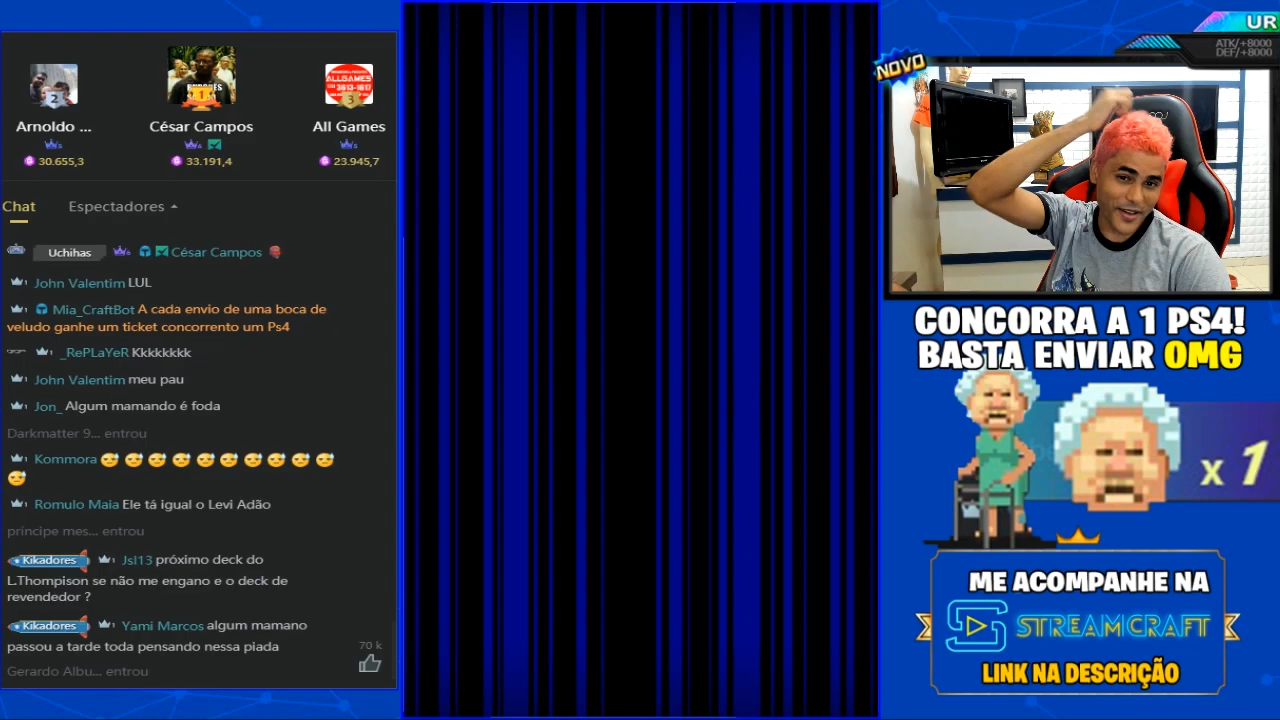 Arnoldo ...
César Campos
All Games
30.655,3
33.191,4
23.945,7
Chat
Espectadores
Uchihas César Campos
John Valentim LUL
Mia_CraftBot A cada envio de uma boca de
veludo ganhe um ticket concorrento um Ps4
_RePLaYeR Kkkkkkkk
John Valentim meu pau
Jon_ Algum mamando é foda
Darkmatter 9... entrou
Kommora
Romulo Maia Ele tá igual o Levi Adão
príncipe mes... entrou
Kikadores Jsl13 próximo deck do
L.Thompison se não me engano e o deck de
revendedor ?
Kikadores Yami Marcos algum mamano
passou a tarde toda pensando nessa piada
70 k
Gerardo Albu... entrou
UR
ATK/+8000
DEF/+8000
NOVO
CONCORRA A 1 PS4!
BASTA ENVIAR OMG
x 1
ME ACOMPANHE NA
STREAMCRAFT
LINK NA DESCRIÇÃO